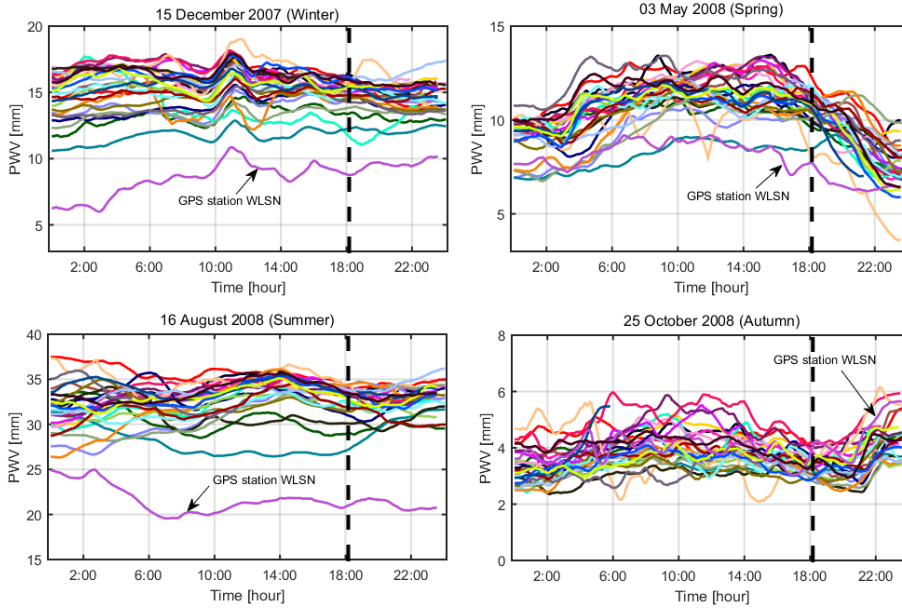 15 December 2007 (Winter)
PWV [mm]
20
15
10
5
GPS station WLSN
2:00 6:00 10:00 14:00 18:00 22:00
Time [hour]
03 May 2008 (Spring)
PWV [mm]
15
10
5
GPS station WLSN
2:00 6:00 10:00 14:00 18:00 22:00
Time [hour]
16 August 2008 (Summer)
PWV [mm]
40
35
30
25
20
15
GPS station WLSN
2:00 6:00 10:00 14:00 18:00 22:00
Time [hour]
25 October 2008 (Autumn)
PWV [mm]
8
6
4
2
0
GPS station WLSN
2:00 6:00 10:00 14:00 18:00 22:00
Time [hour]